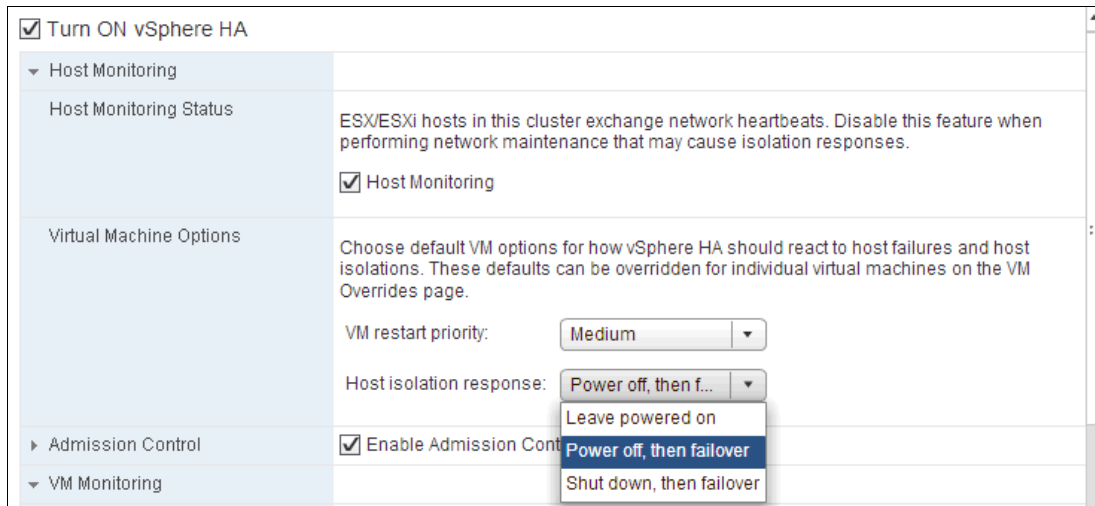 Turn ON vSphere HA
Host Monitoring
Host Monitoring Status
ESX/ESXi hosts in this cluster exchange network heartbeats. Disable this feature when
performing network maintenance that may cause isolation responses.
Host Monitoring
Virtual Machine Options
Choose default VM options for how vSphere HA should react to host failures and host
isolations. These defaults can be overridden for individual virtual machines on the VM
Overrides page.
VM restart priority: Medium
Host isolation response: Power off, then f...
Leave powered on
Admission Control Enable Admission Cont
Power off, then failover
VM Monitoring
Shut down, then failover